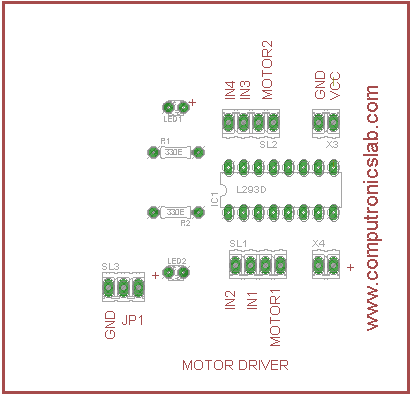 IN4
IN3
MOTOR2
GND
VCC
+
LED1
SL2
X3
R1
330E
IC1
L293D
330E
R2
SL1
X4
LED2
+
+
SL3
GND
JP1
IN2
IN1
MOTOR1
www.computronicslab.com
MOTOR DRIVER